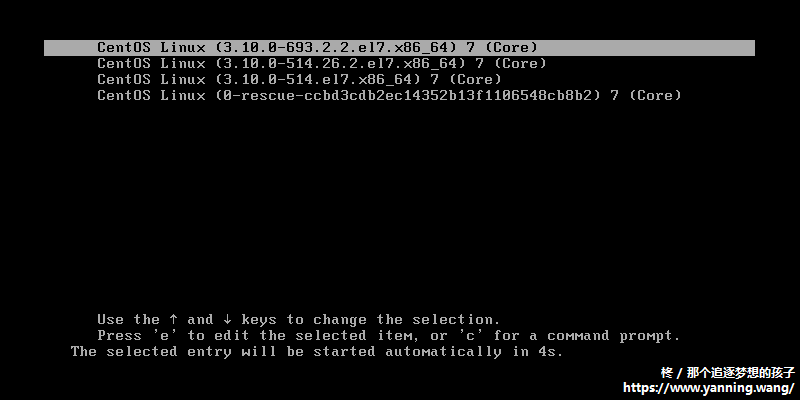 CentOS Linux (3.10.0-693.2.2.el7.x86_64) 7 (Core)
CentOS Linux (3.10.0-514.26.2.el7.x86_64) 7 (Core)
CentOS Linux (3.10.0-514.el7.x86_64) 7 (Core)
CentOS Linux (0-rescue-ccbd3cdb2ec14352b13f1106548cb8b2) 7 (Core)
Use the ↑ and ↓ keys to change the selection.
Press 'e' to edit the selected item, or 'c' for a command prompt.
The selected entry will be started automatically in 4s.
柊 / 那个追逐梦想的孩子
https://www.yanning.wang/